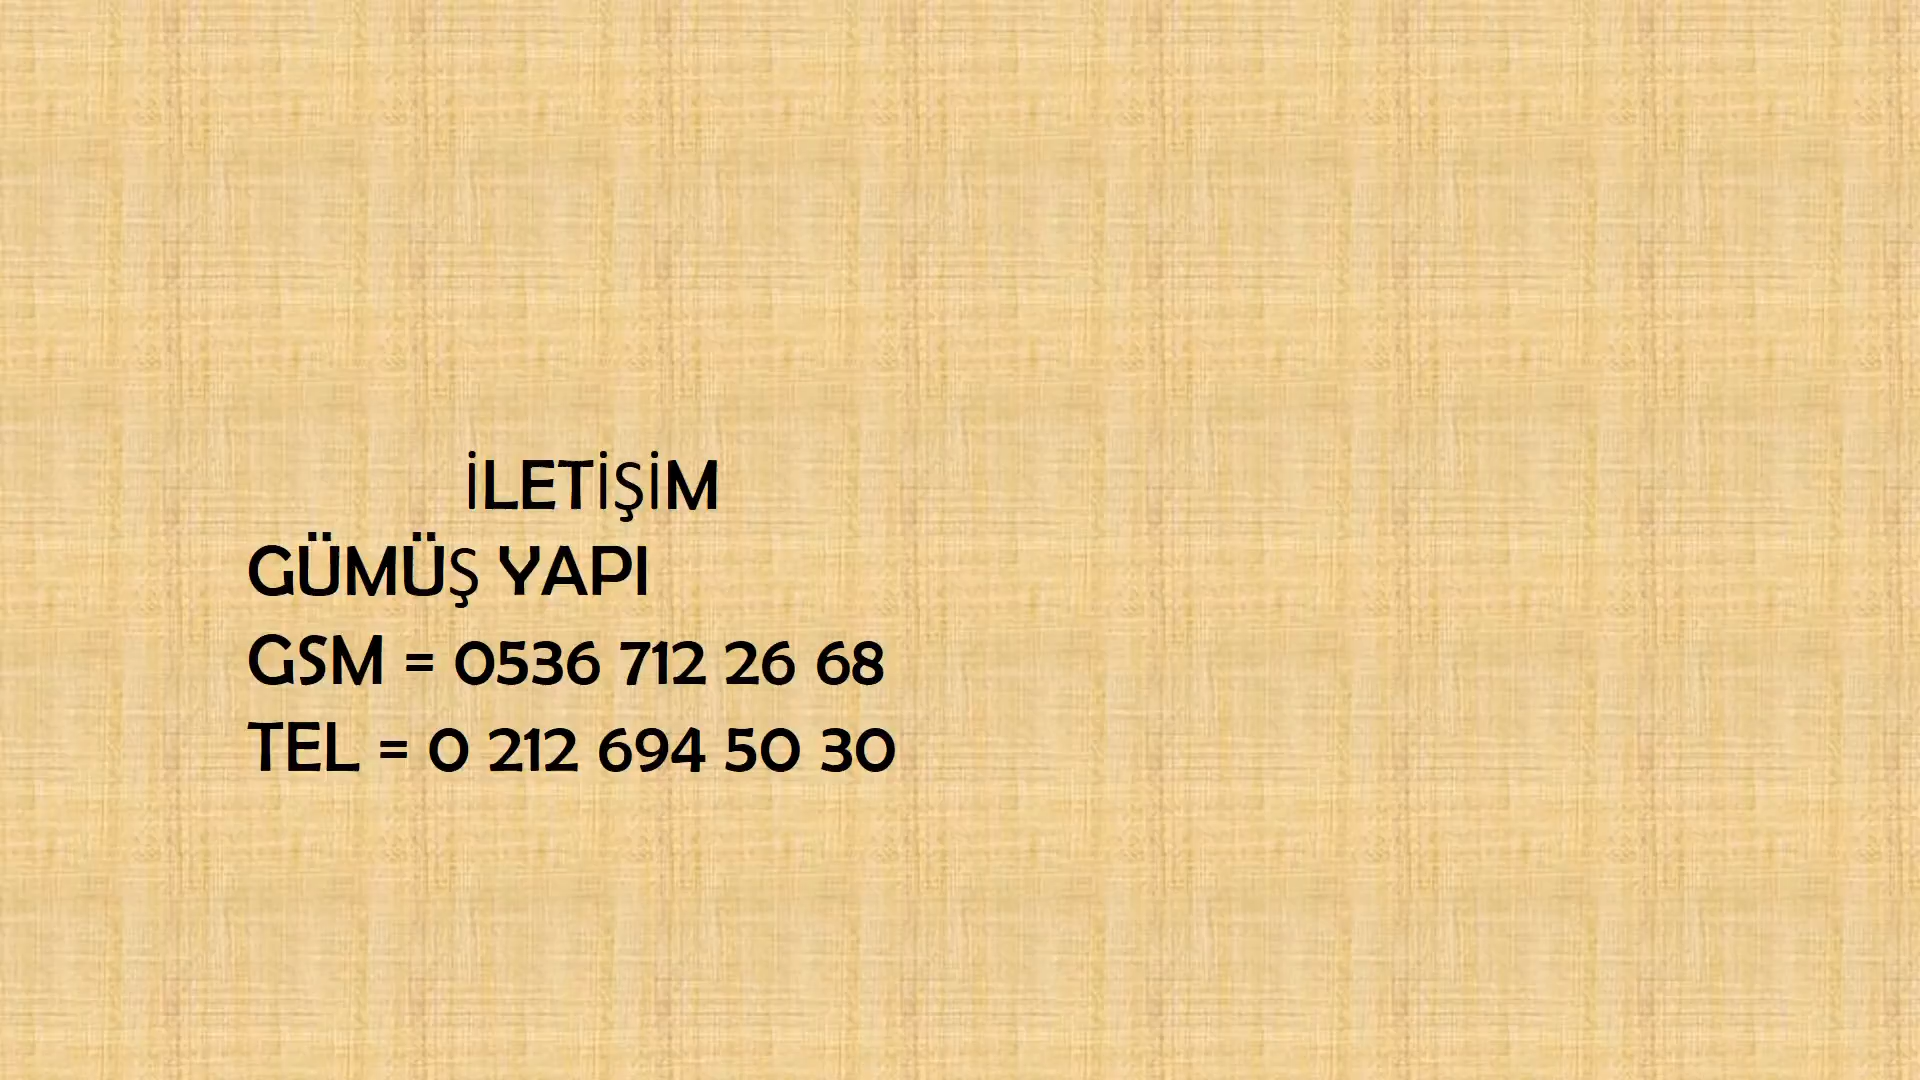 İLETİŞİM
GÜMÜŞ YAPI
GSM = 0536 712 26 68
TEL = 0 212 694 50 30